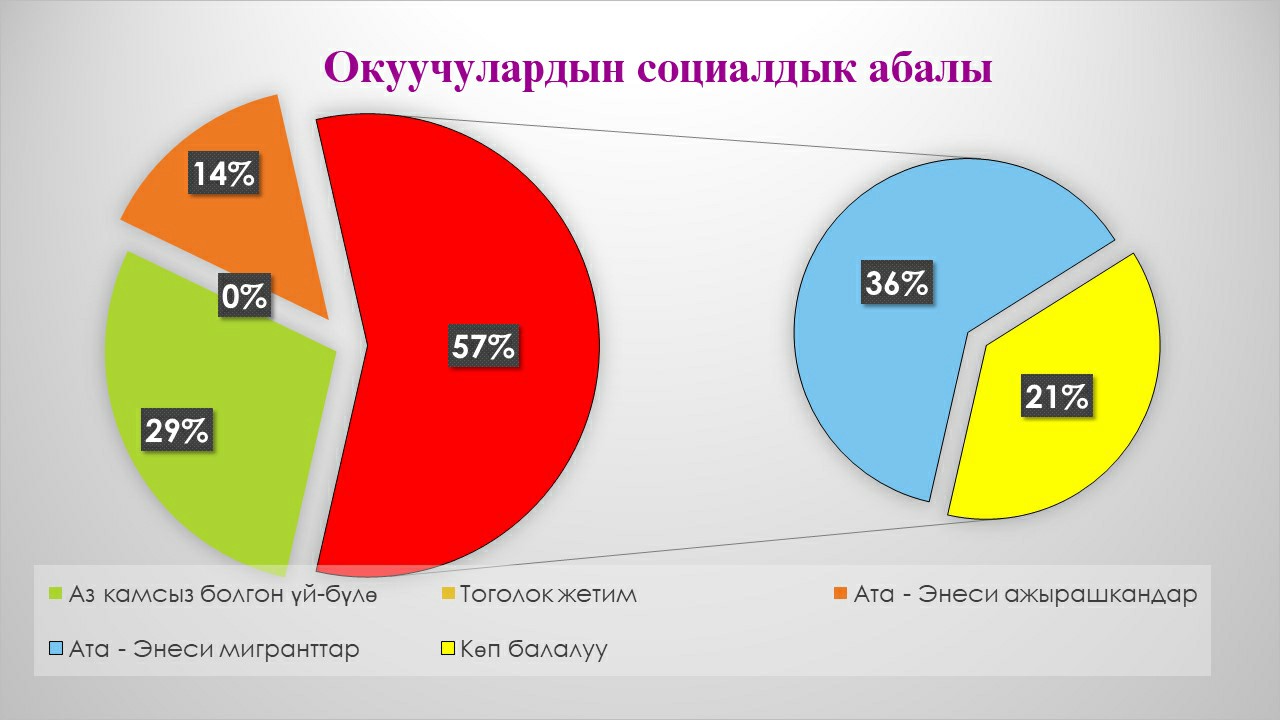 Окуучулардын социалдык абалы
14%
0%
57%
29%
36%
21%
Аз камсыз болгон үй-бүлө
Тоголок жетим
Ата - Энеси ажырашкандар
Ата - Энеси мигранттар
Көп балалуу